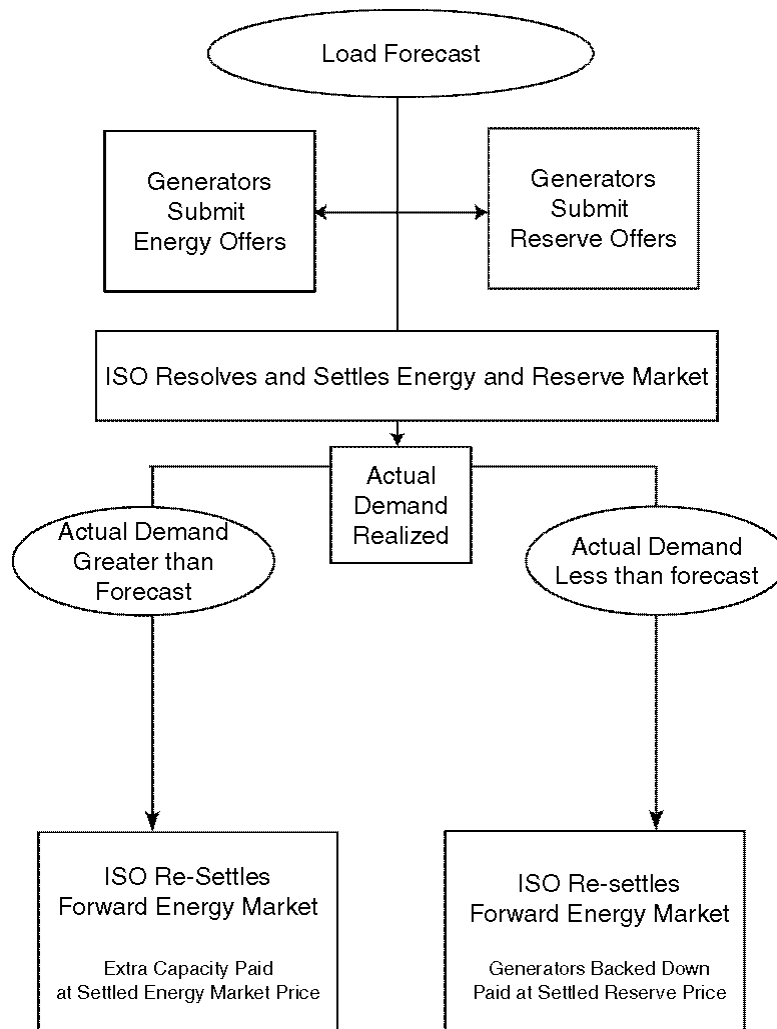 Load Forecast
Generators
Submit
Energy Offers
Generators
Submit
Reserve Offers
ISO Resolves and Settles Energy and Reserve Market
Actual
Demand
Realized
Actual Demand
Greater than
Forecast
Actual Demand
Less than forecast
ISO Re-Settles
Forward Energy Market
Extra Capacity Paid
at Settled Energy Market Price
ISO Re-settles
Forward Energy Market
Generators Backed Down
Paid at Settled Reserve Price